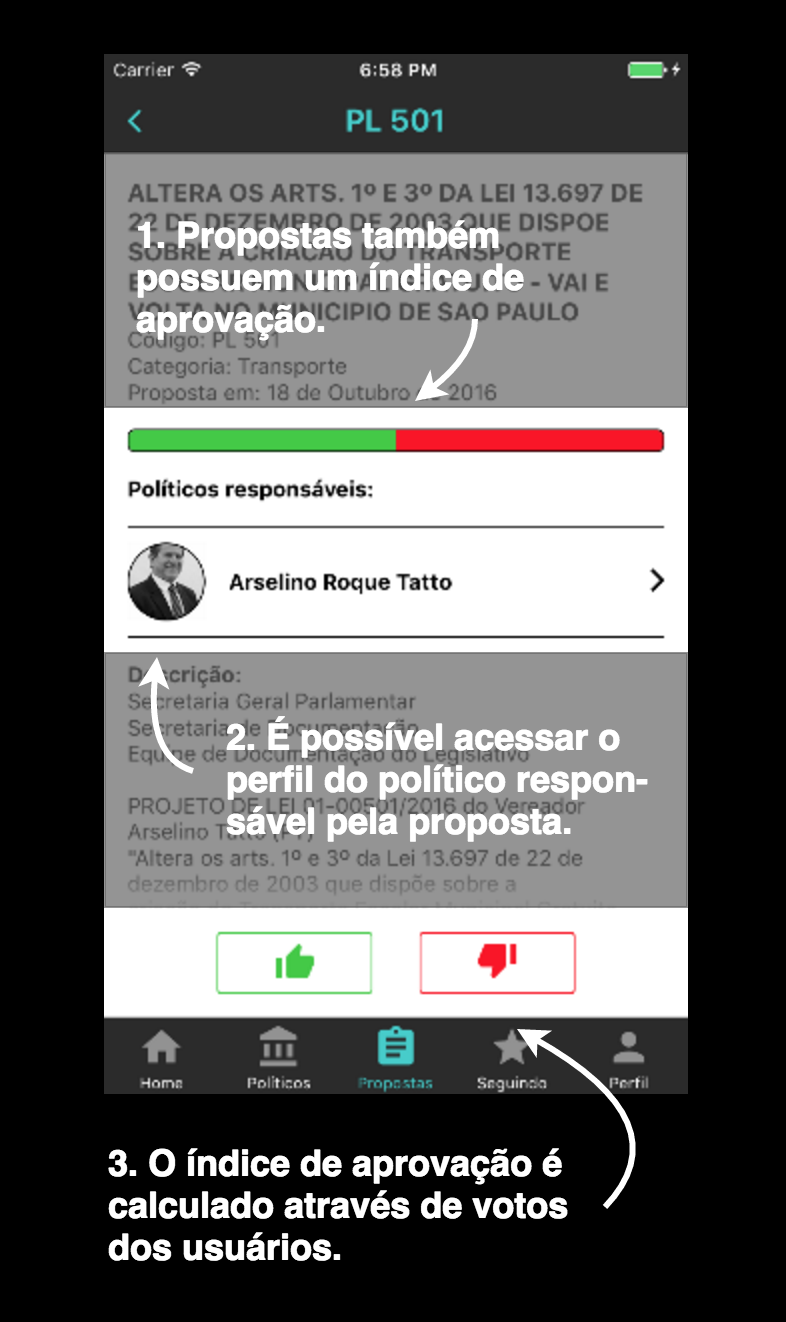 Carrier
6:58 PM
PL 501
ALTERA OS ARTS. 1º E 3º DA LEI 13.697 DE
22 DE DEZEMBRO DE 2003 QUE DISPOE
SOBRE A CRIACAO DO TRANSPORTE
- VAI E
VOLTA NO MUNICIPIO DE SAO PAULO
1. Propostas também
possuem um índice de
aprovação.
Código: PL 501
Categoria: Transporte
Proposta em: 18 de Outubro de 2016
Políticos responsáveis:
Arselino Roque Tatto
Descrição:
Secretaria Geral Parlamentar
Secretaria de Documentação
Equipe de Documentação do Legislativo
2. É possível acessar o
perfil do político respon-
sável pela proposta.
PROJETO DE LEI 01-00501/2016 do Vereador
Arselino Tatto (PT)
"Altera os arts. 1º e 3º da Lei 13.697 de 22 de
dezembro de 2003 que dispõe sobre a
Home
Políticos
Propostas
Seguindo
Perfil
3. O índice de aprovação é
calculado através de votos
dos usuários.